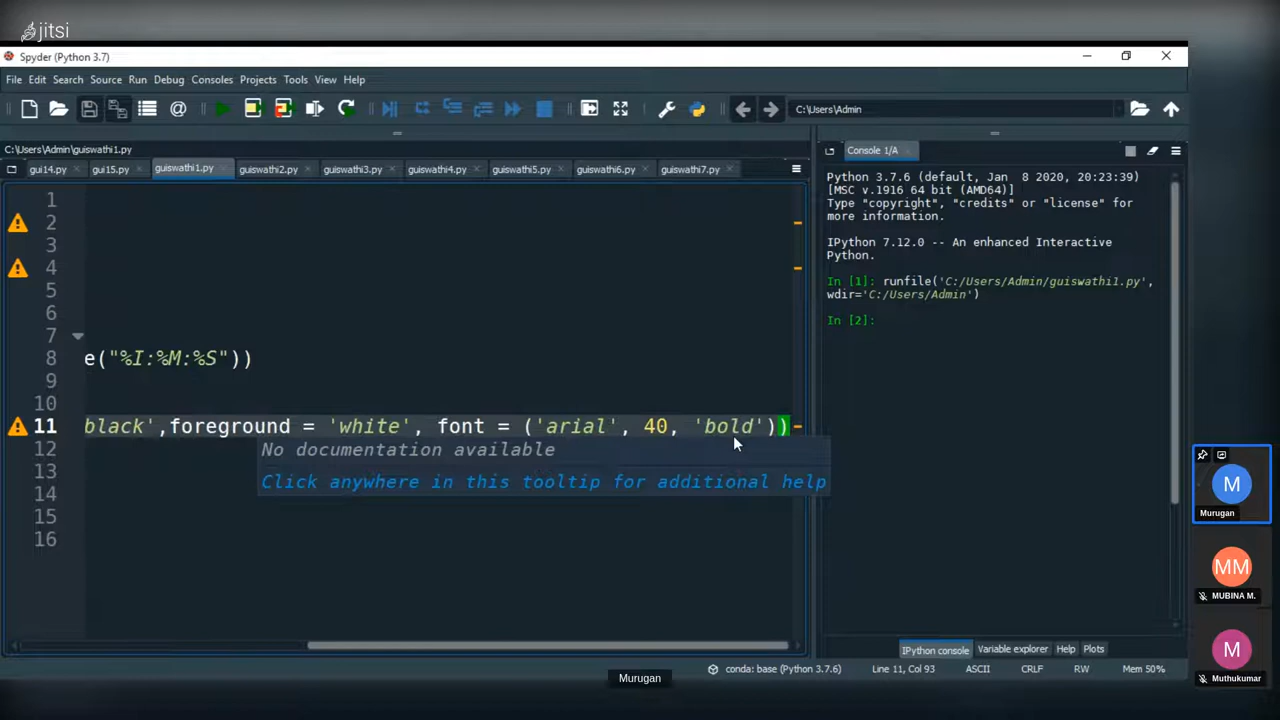 jitsi
Spyder (Python 3.7)
File Edit Search Source Run Debug Consoles Projects Tools View Help
C:\Users\Admin
C:\Users\Admin\guiswathi1.py
gui14.py gui15.py guiswathi1.py guiswathi2.py guiswathi3.py guiswathi4.py guiswathi5.py guiswathi6.py guiswathi7.py
Console 1/A
1
2
3
4
5
6
7
8 e("%I:%M:%S"))
9
10
11 black',foreground = 'white', font = ('arial', 40, 'bold'))
12
13
14
15
16
No documentation available
Click anywhere in this tooltip for additional help
Python 3.7.6 (default, Jan 8 2020, 20:23:39)
[MSC v.1916 64 bit (AMD64)]
Type "copyright", "credits" or "license" for
more information.
IPython 7.12.0 -- An enhanced Interactive
Python.
In [1]: runfile('C:/Users/Admin/guiswathi1.py',
wdir='C:/Users/Admin')
In [2]:
IPython console Variable explorer Help Plots
conda: base (Python 3.7.6) Line 11, Col 93 ASCII CRLF RW Mem 50%
Murugan
M
Murugan
MM
MUBINA M.
M
Muthukumar